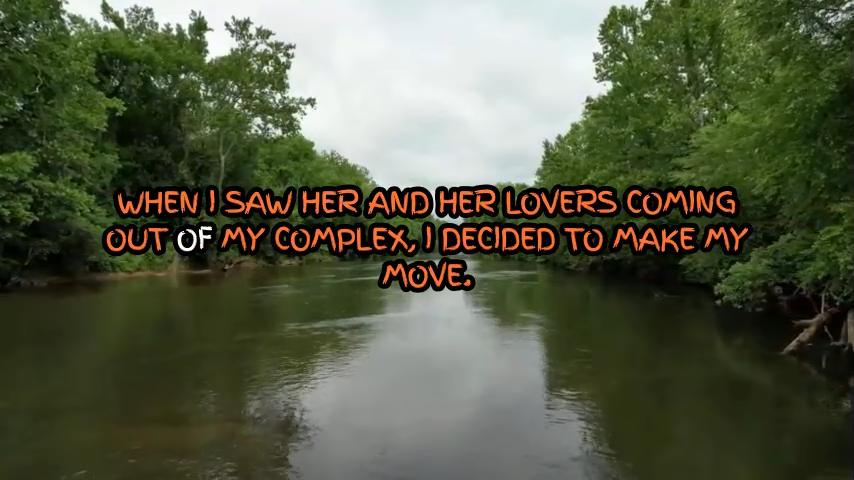 WHEN I SAW HER AND HER LOVERS COMING
OUT OF MY COMPLEX, I DECIDED TO MAKE MY
MOVE.